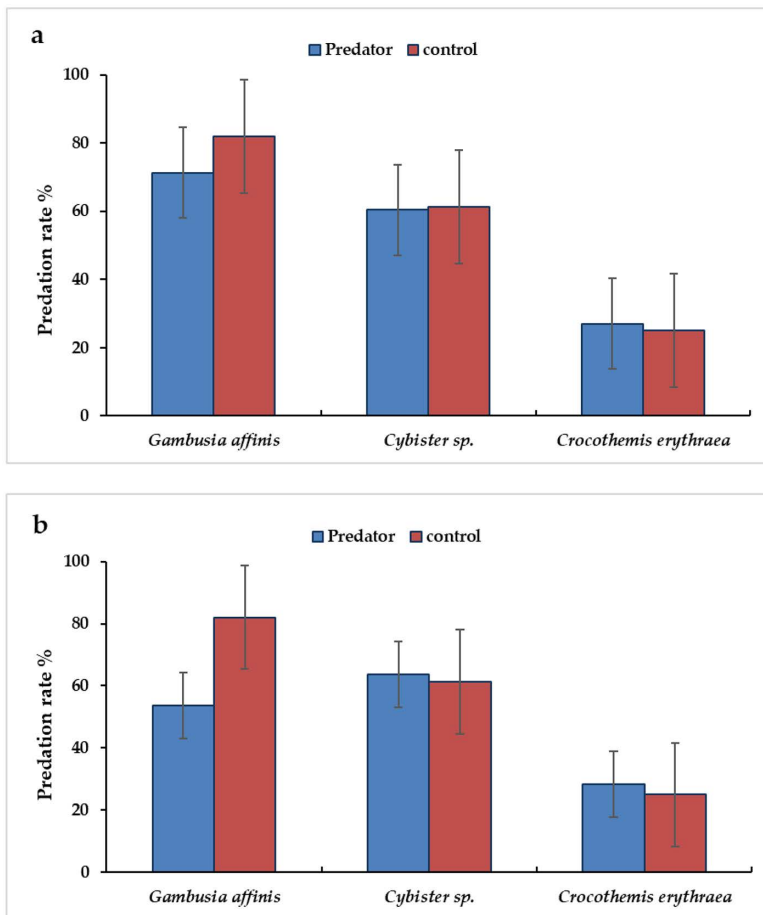 a
Predator control
100
80
60
40
20
0
Predation rate %
Gambusia affinis Cybister sp. Crocothemis erythraea
b
Predator control
100
80
60
40
20
0
Predation rate %
Gambusia affinis Cybister sp. Crocothemis erythraea